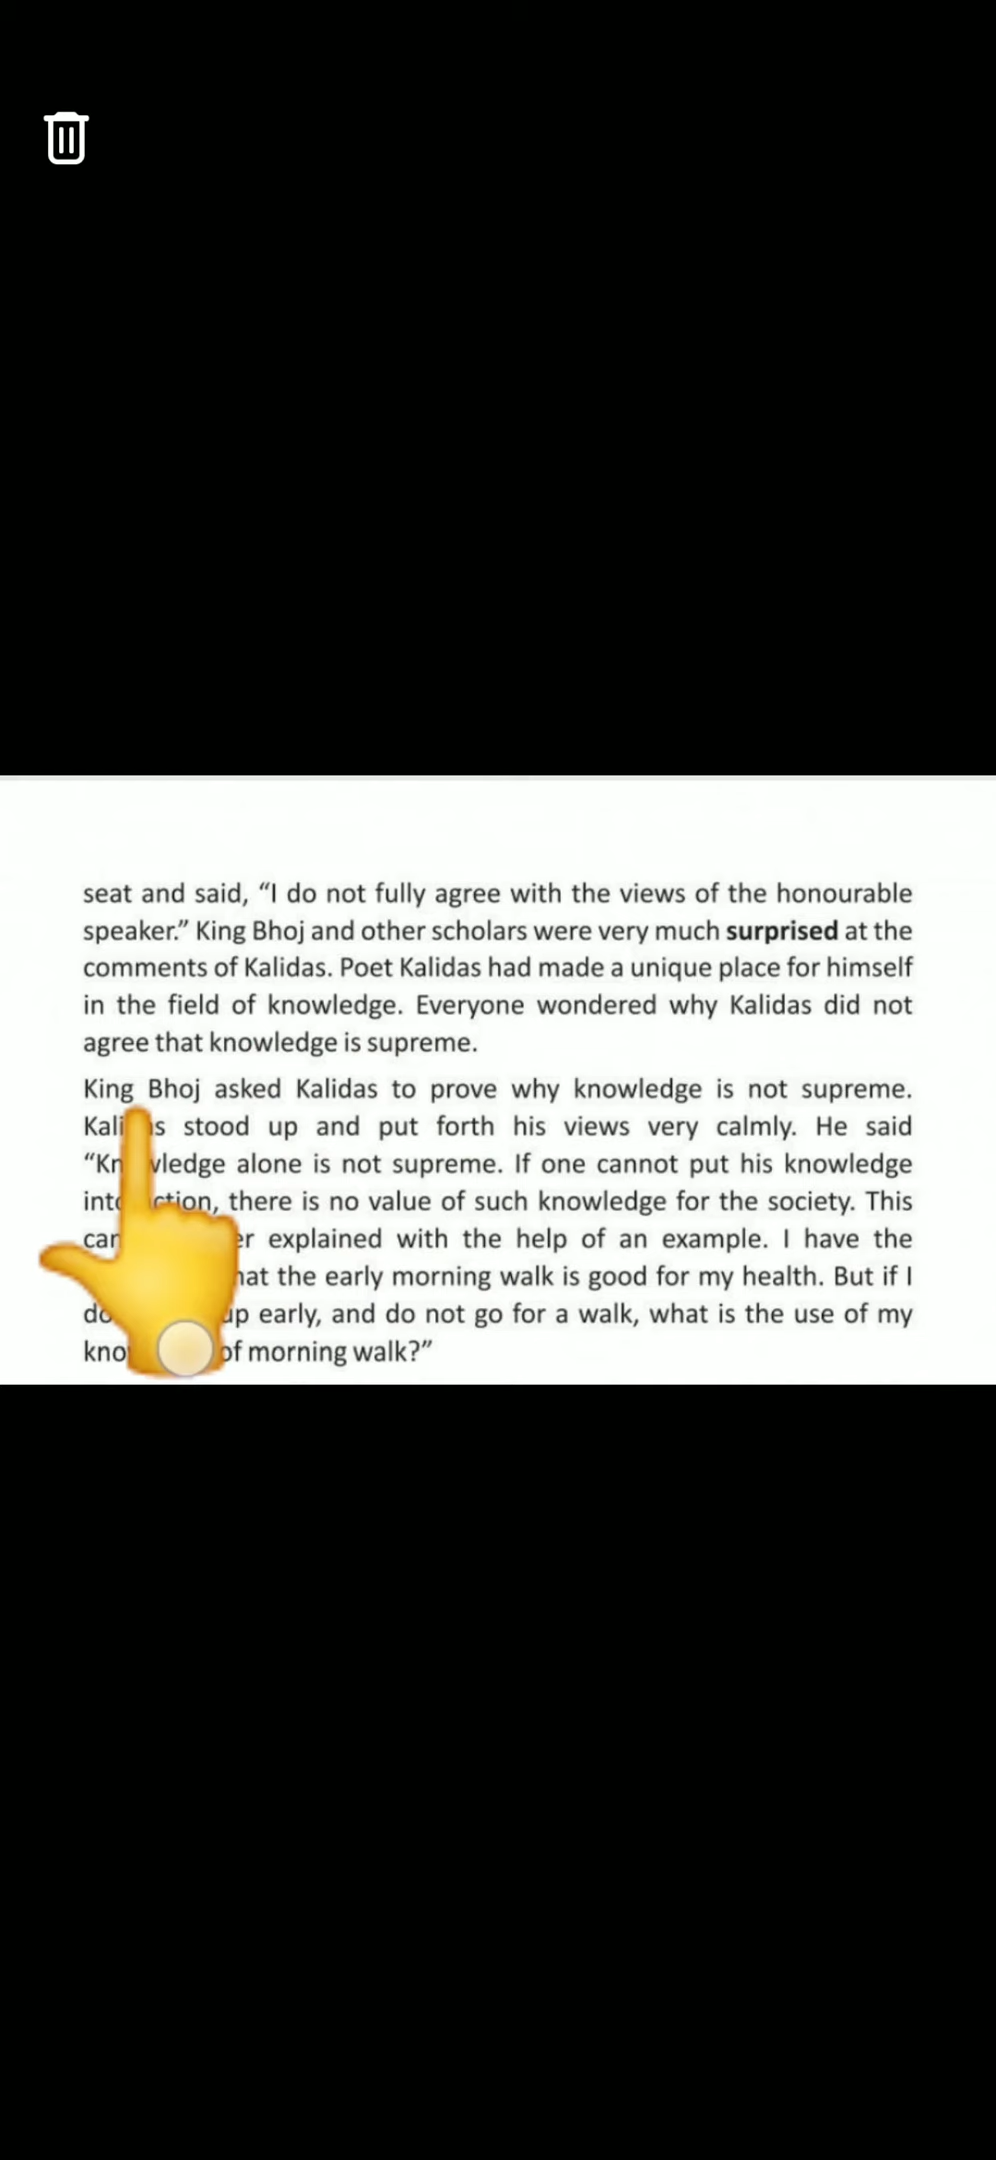 seat and said, “I do not fully agree with the views of the honourable
speaker.” King Bhoj and other scholars were very much surprised at the
comments of Kalidas. Poet Kalidas had made a unique place for himself
in the field of knowledge. Everyone wondered why Kalidas did not
agree that knowledge is supreme.
King Bhoj asked Kalidas to prove why knowledge is not supreme.
stood up and put forth his views very calmly. He said
alone is not supreme. If one cannot put his knowledge
there is no value of such knowledge for the society. This
explained with the help of an example. I have the
the early morning walk is good for my health. But if I
early, and do not go for a walk, what is the use of my
of morning walk?”